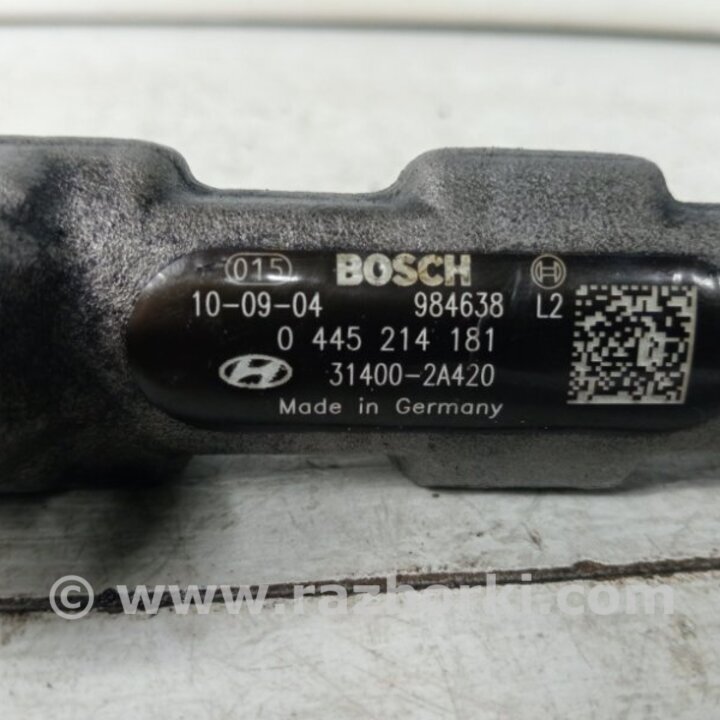 015 BOSCH
10-09-04 984638 L2
0 445 214 181
31400-2A420
Made in Germany
© www.razborki.com